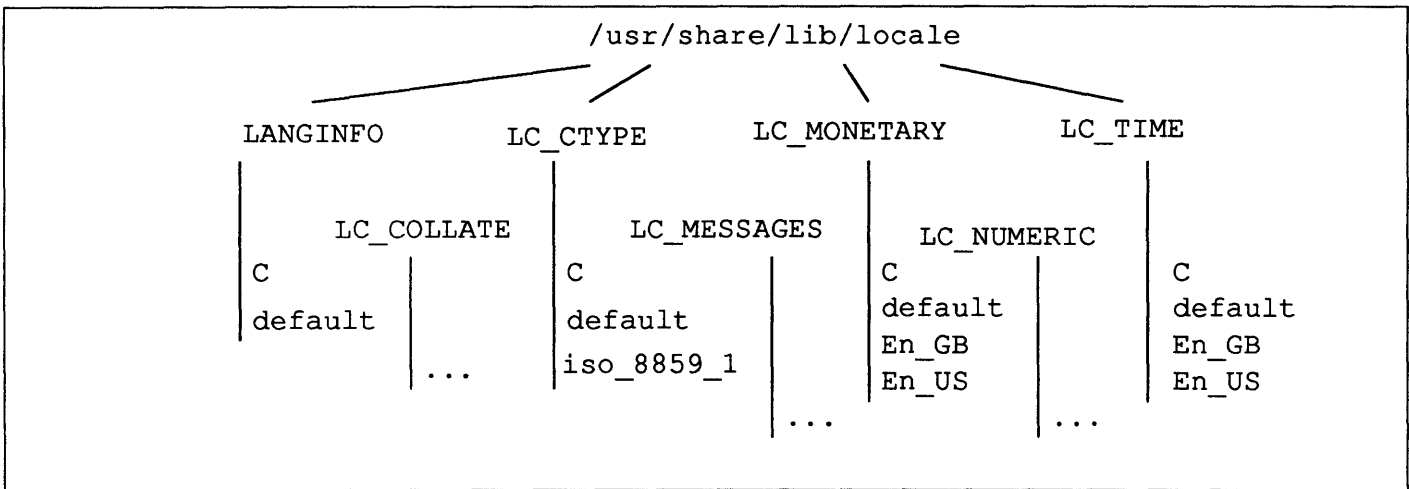 /usr/share/lib/locale
LANGINFO LC_CTYPE LC_MONETARY LC_TIME
LC_COLLATE LC_MESSAGES LC_NUMERIC
C C C C
default default default default
iso_8859_1 En_GB En_GB
... En_US En_US
... ...